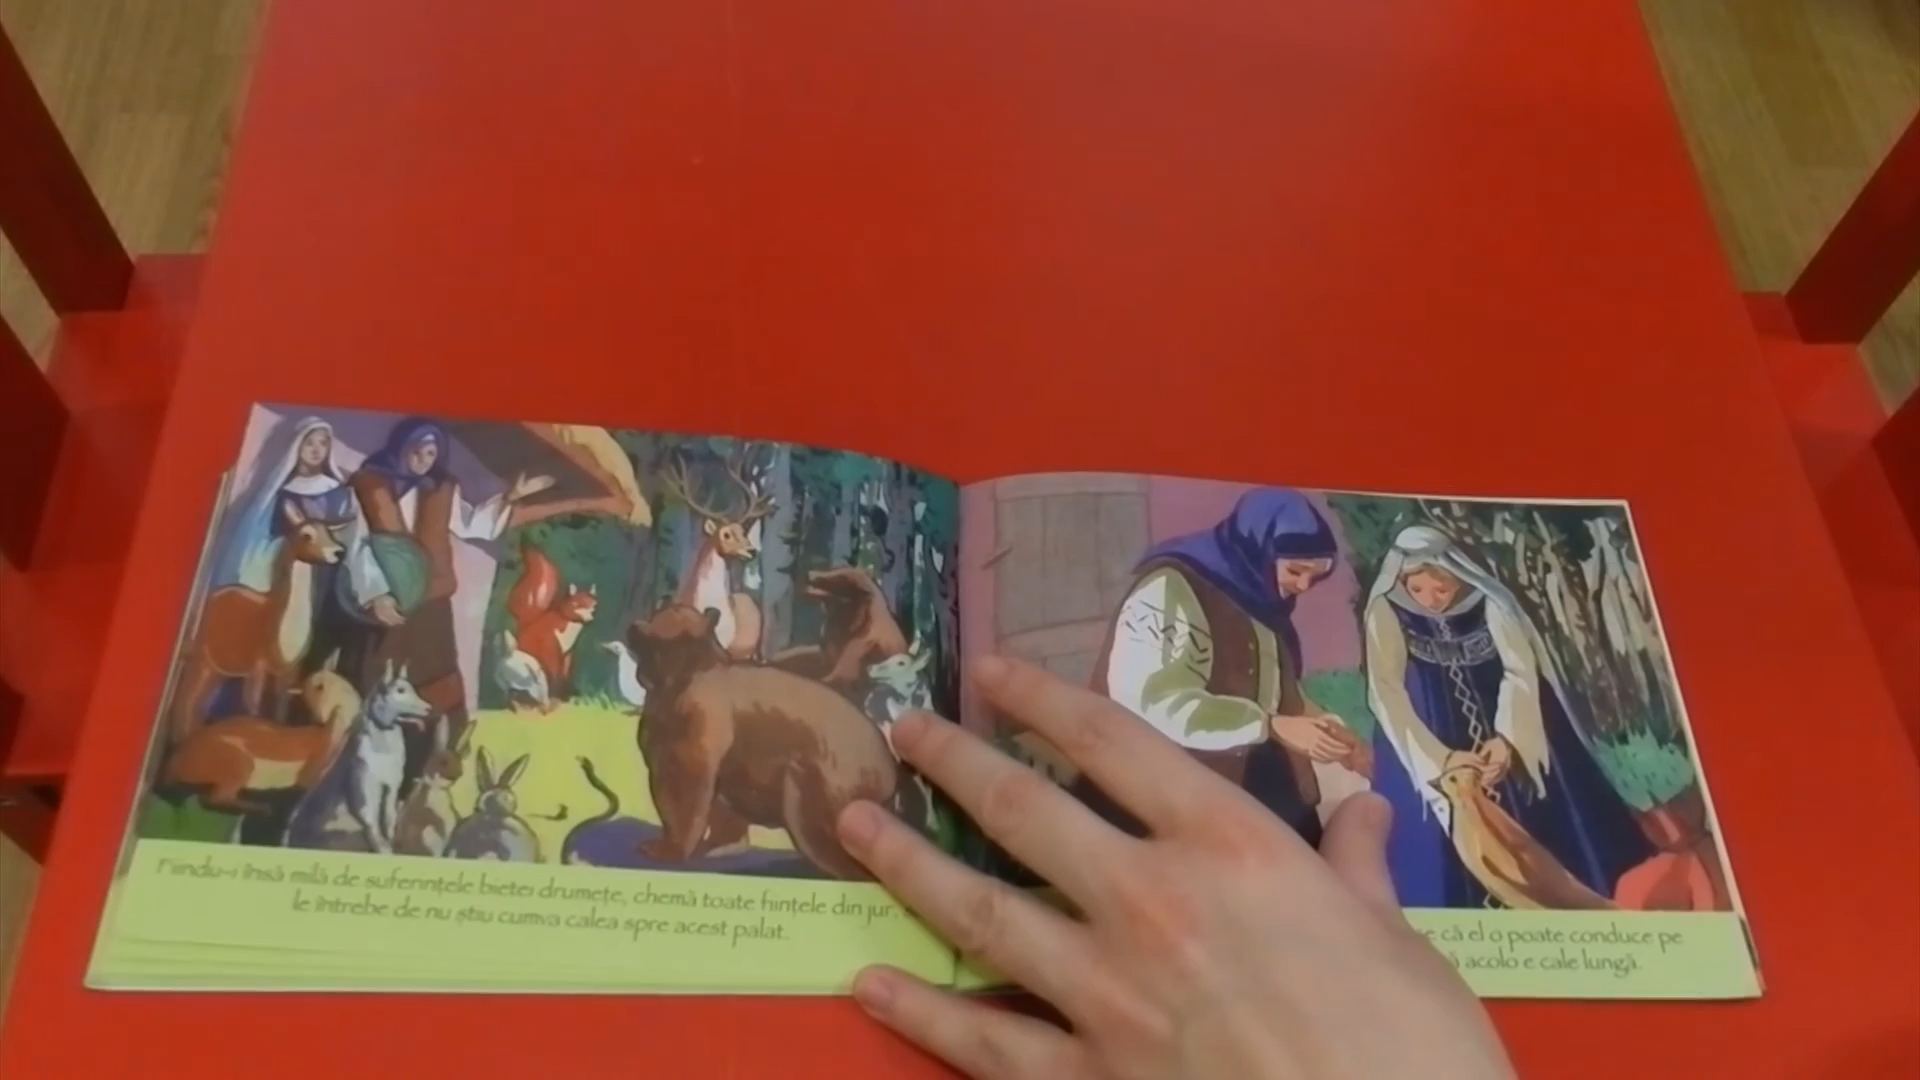 Fiindu-i însă milă de suferințele bietei drumețe, chemă toate ființele din jur,
le întrebe de nu știu cumva calea spre acest palat.
că el o poate conduce pe
acolo e cale lungă.